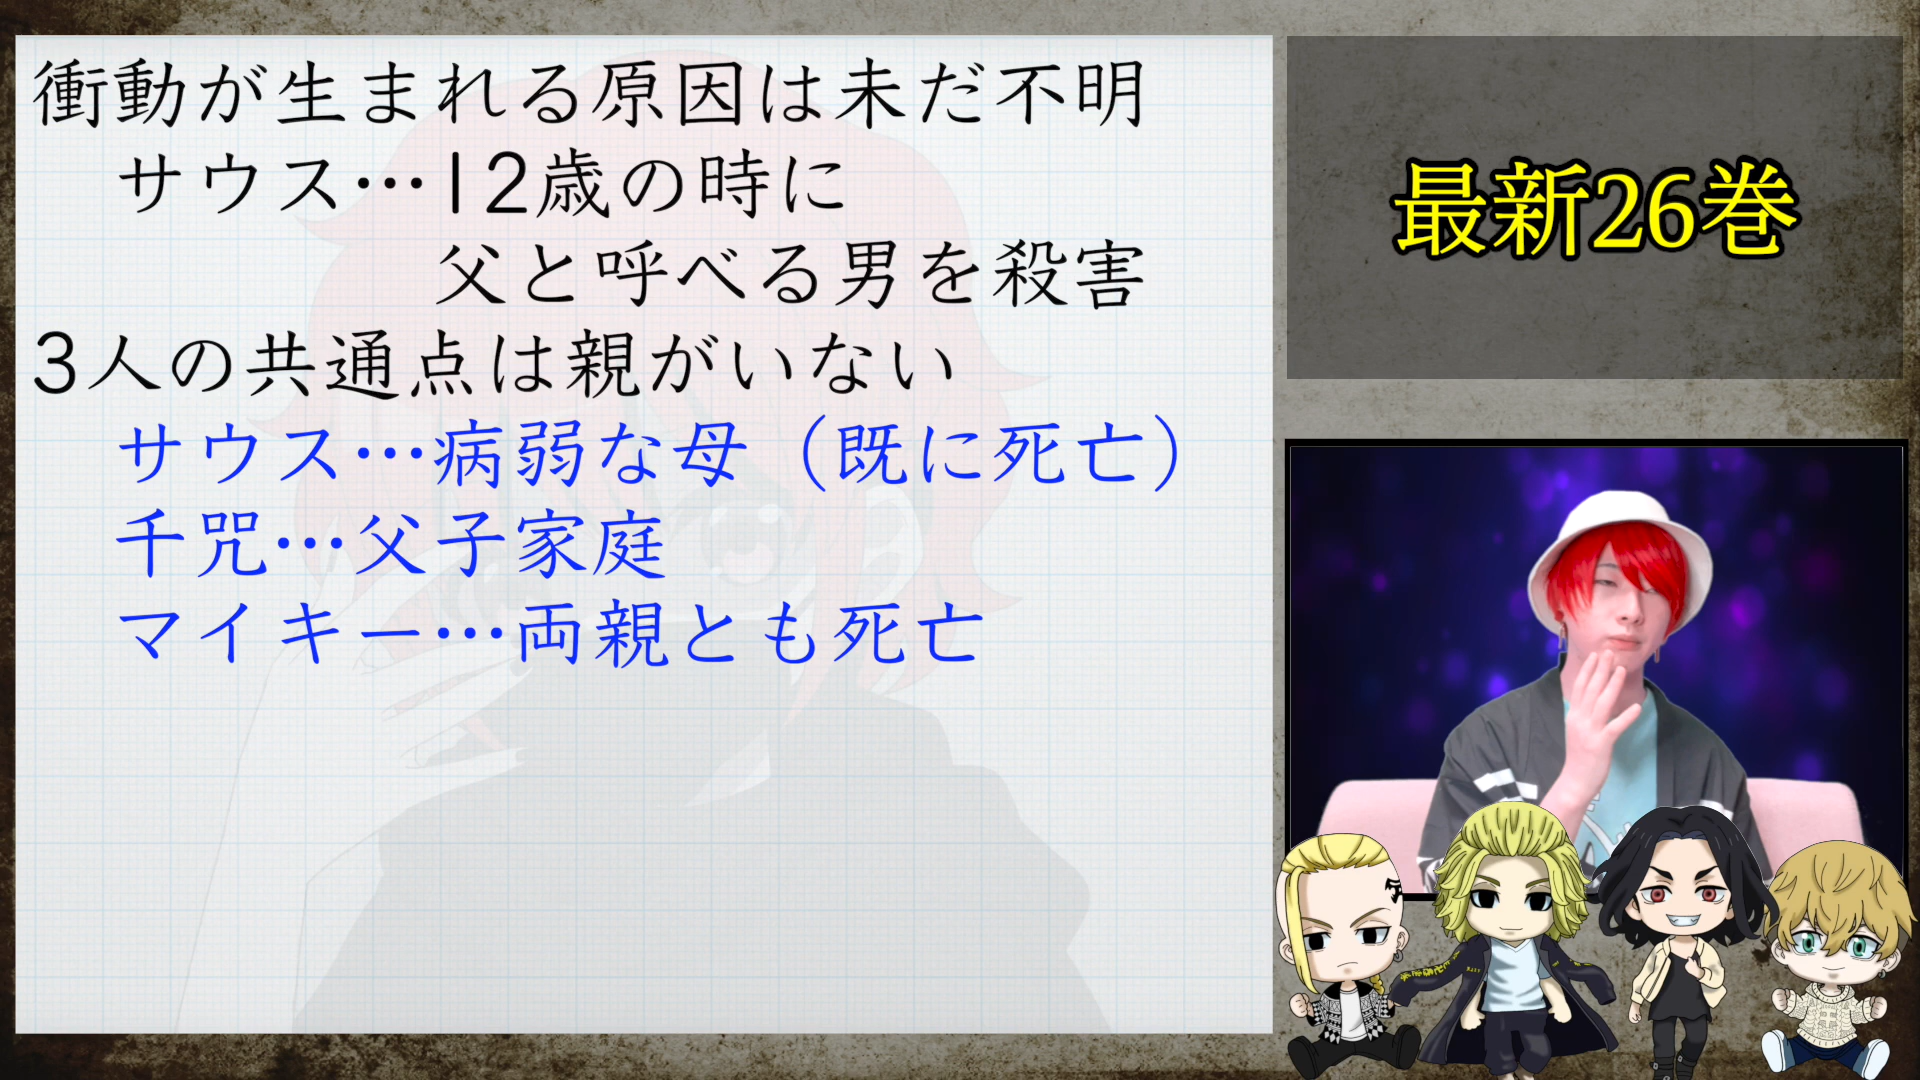 衝動が生まれる原因は未だ不明
サウス…12歳の時に
父と呼べる男を殺害
3人の共通点は親がいない
サウス…病弱な母（既に死亡）
千咒…父子家庭
マイキー…両親とも死亡
最新26巻